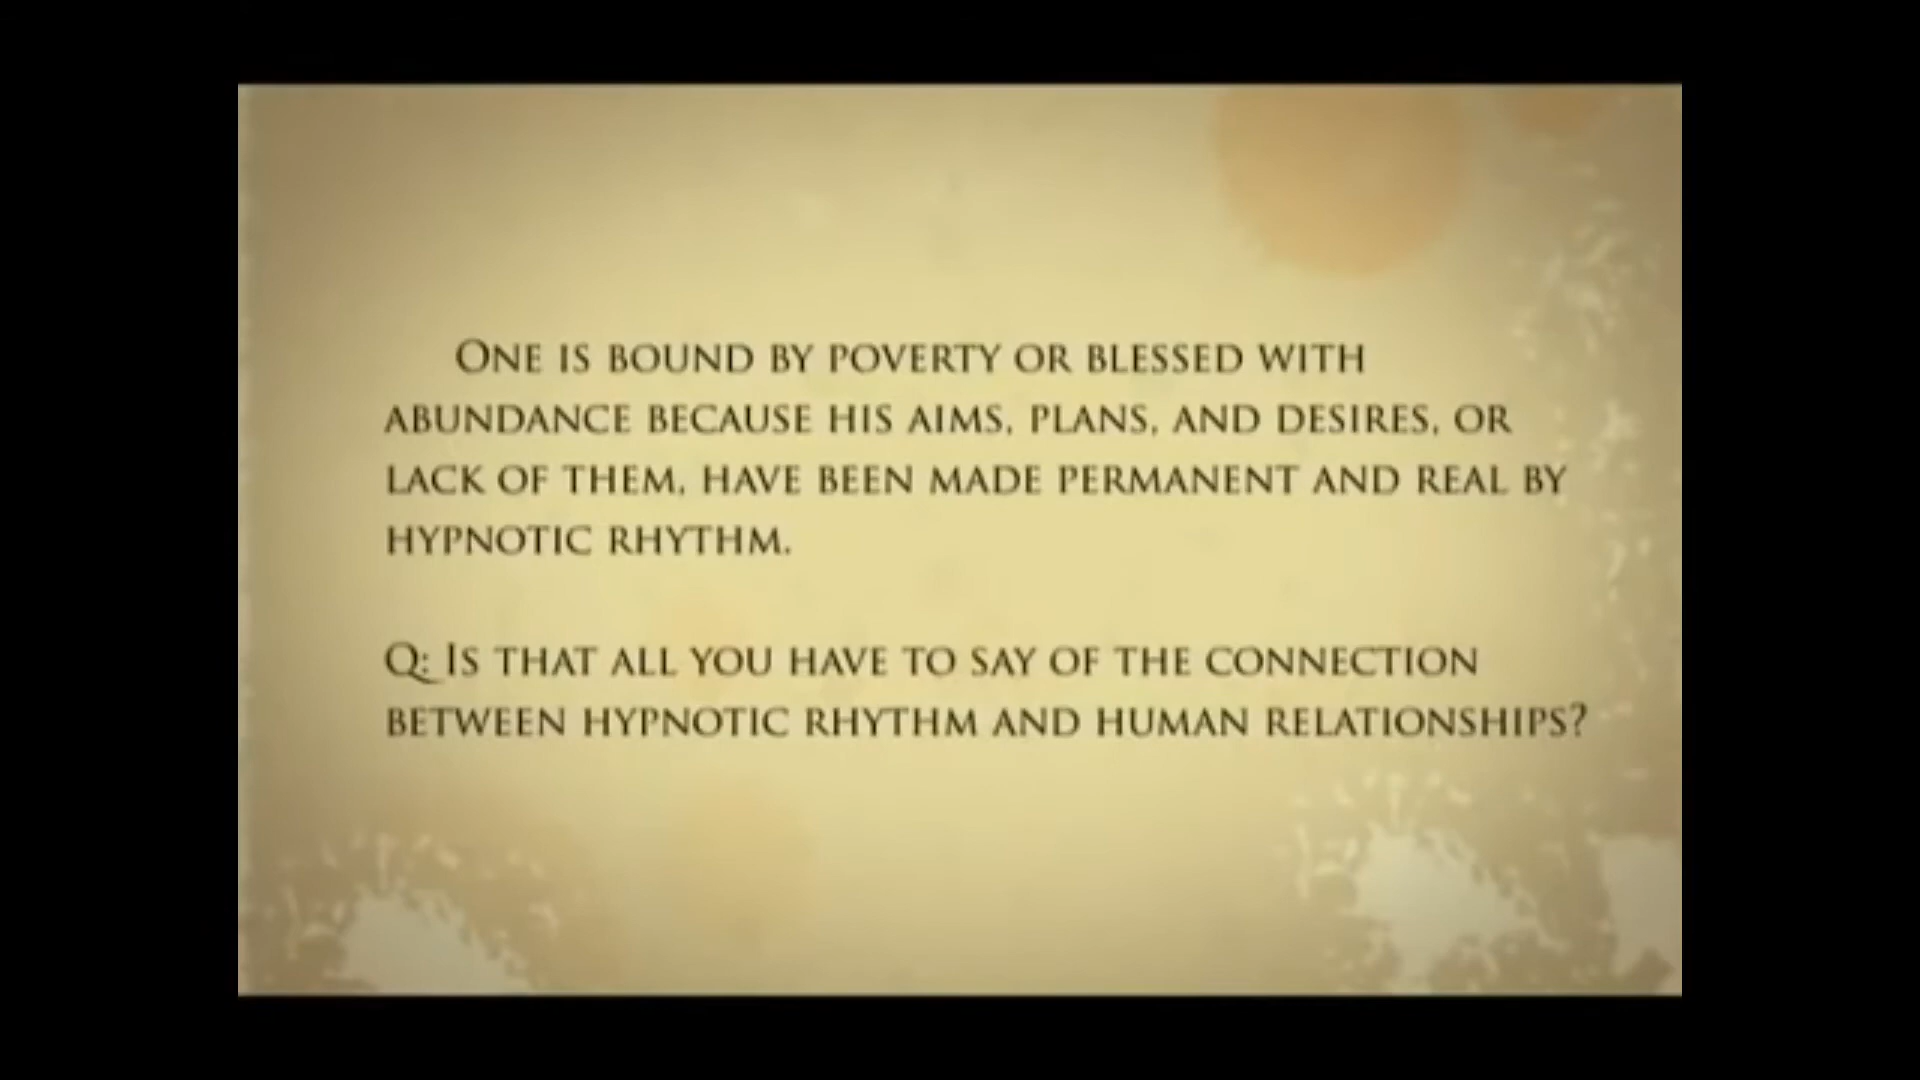 One is bound by poverty or blessed with
abundance because his aims, plans, and desires, or
lack of them, have been made permanent and real by
hypnotic rhythm.
Q: Is that all you have to say of the connection
between hypnotic rhythm and human relationships?